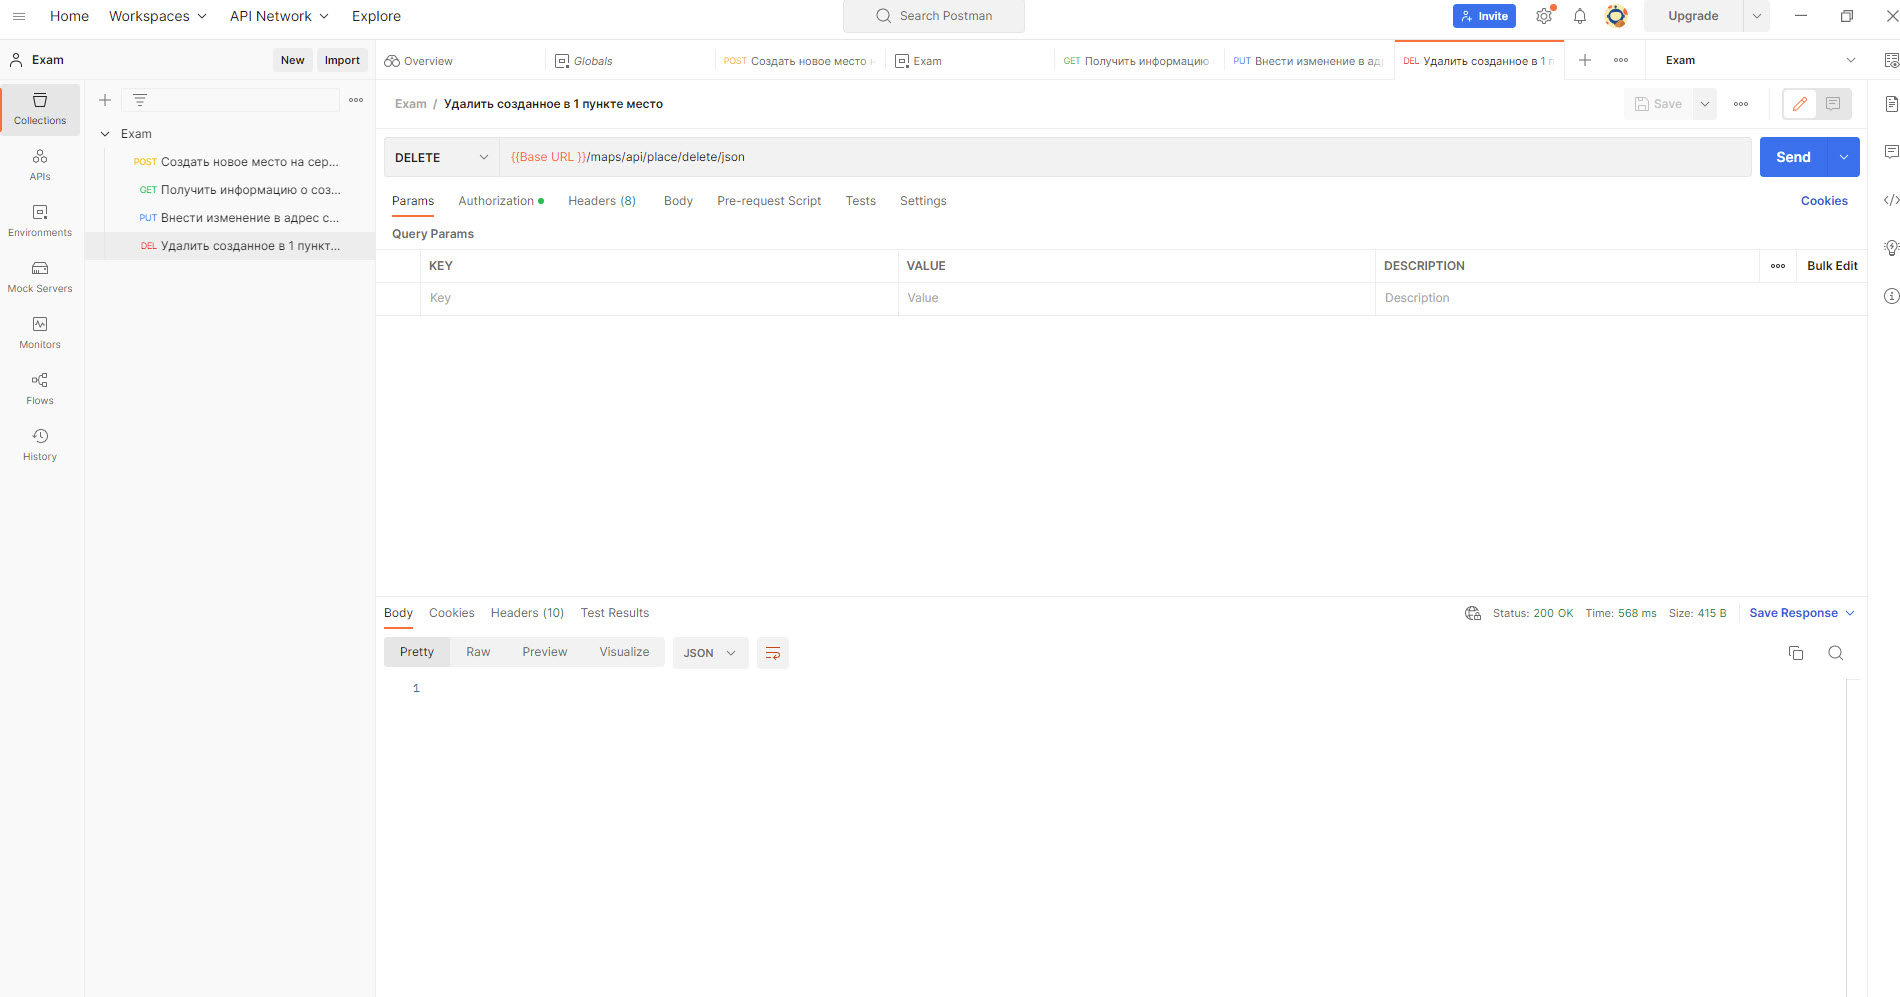 Home Workspaces API Network Explore Search Postman Invite Upgrade
Exam New Import Overview Globals POST Создать новое место Exam GET Получить информацию PUT Внести изменение в адр DEL Удалить созданное в 1 п Exam
Exam / Удалить созданное в 1 пункте место Save
Collections
Exam
POST Создать новое место на сер...
GET Получить информацию о соз...
PUT Внести изменение в адрес с...
DEL Удалить созданное в 1 пункт...
APIs
Environments
Mock Servers
Monitors
Flows
History
DELETE {{Base URL }}/maps/api/place/delete/json Send
Params Authorization Headers (8) Body Pre-request Script Tests Settings Cookies
Query Params
KEY VALUE DESCRIPTION Bulk Edit
Key Value Description
Body Cookies Headers (10) Test Results Status: 200 OK Time: 568 ms Size: 415 B Save Response
Pretty Raw Preview Visualize JSON
1